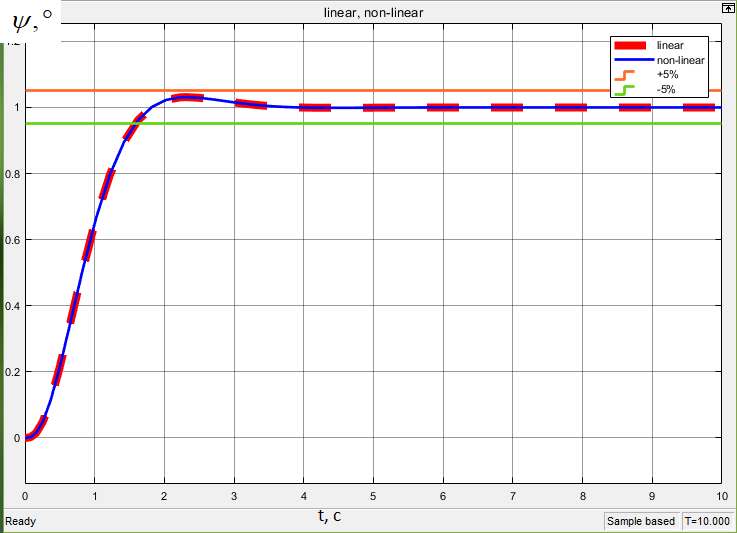 linear, non-linear
ψ,°
linear
non-linear
+5%
-5%
1
0.8
0.6
0.4
0.2
0
0 1 2 3 4 5 6 7 8 9 10
t, c
Ready
Sample based T=10.000